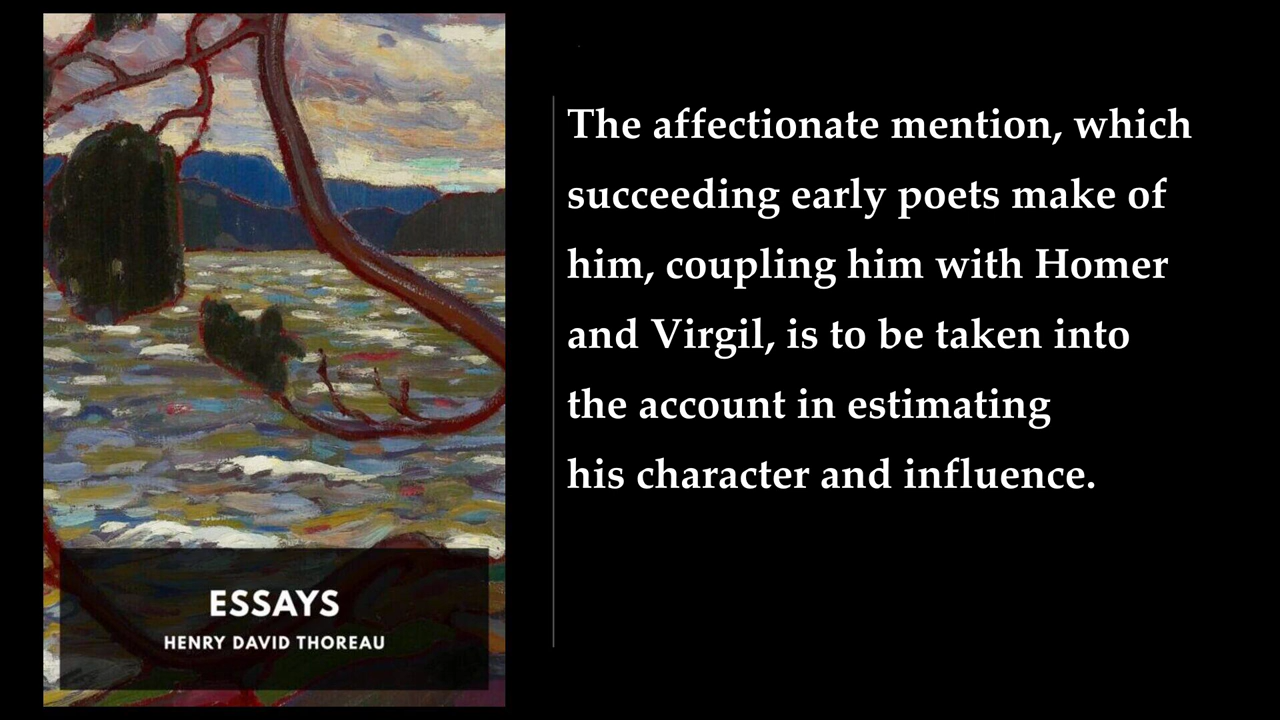 The affectionate mention, which
succeeding early poets make of
him, coupling him with Homer
and Virgil, is to be taken into
the account in estimating
his character and influence.
ESSAYS
HENRY DAVID THOREAU